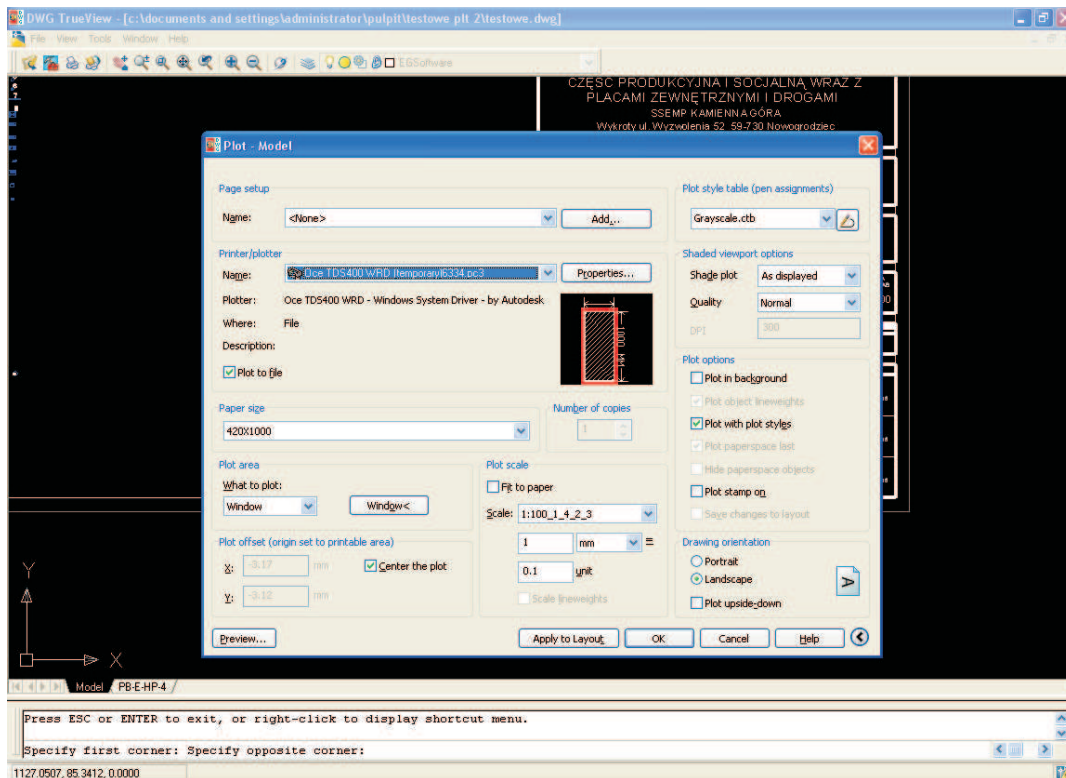 DWG TrueView - [c:\documents and settings\administrator\pulpit\testowe plt 2\testowe.dwg]
File View Tools Window Help
EGSoftware
CZĘSC PRODUKCYJNA I SOCJALNĄ WRAZ Z
PLACAMI ZEWNĘTRZNYMI I DROGAMI
SSEMP KAMIENNA GÓRA
Wykroty ul. Wyzwolenia 52 59-730 Nowogrodziec
Plot - Model
Page setup
Name: <None> Add...
Printer/plotter
Name: Oce TDS400 WRD (temporary)6334.pc3 Properties...
Plotter: Oce TDS400 WRD - Windows System Driver - by Autodesk
Where: File
Description:
Plot to file
1000 MM
Paper size
420X1000
Number of copies
1
Plot area
What to plot:
Window Window<
Plot offset (origin set to printable area)
X: -3.17 mm Center the plot
Y: -3.12 mm
Plot scale
Fit to paper
Scale: 1:100_1_4_2_3
1 mm =
0.1 unit
Scale lineweights
Plot style table (pen assignments)
Grayscale.ctb
Shaded viewport options
Shade plot As displayed
Quality Normal
DPI 300
Plot options
Plot in background
Plot object lineweights
Plot with plot styles
Plot paperspace last
Hide paperspace objects
Plot stamp on
Save changes to layout
Drawing orientation
Portrait
Landscape
A
Plot upside-down
Preview... Apply to Layout OK Cancel Help
Y
X
Model PB-E-HP-4
Press ESC or ENTER to exit, or right-click to display shortcut menu.
Specify first corner: Specify opposite corner:
1127.0507, 85.3412, 0.0000